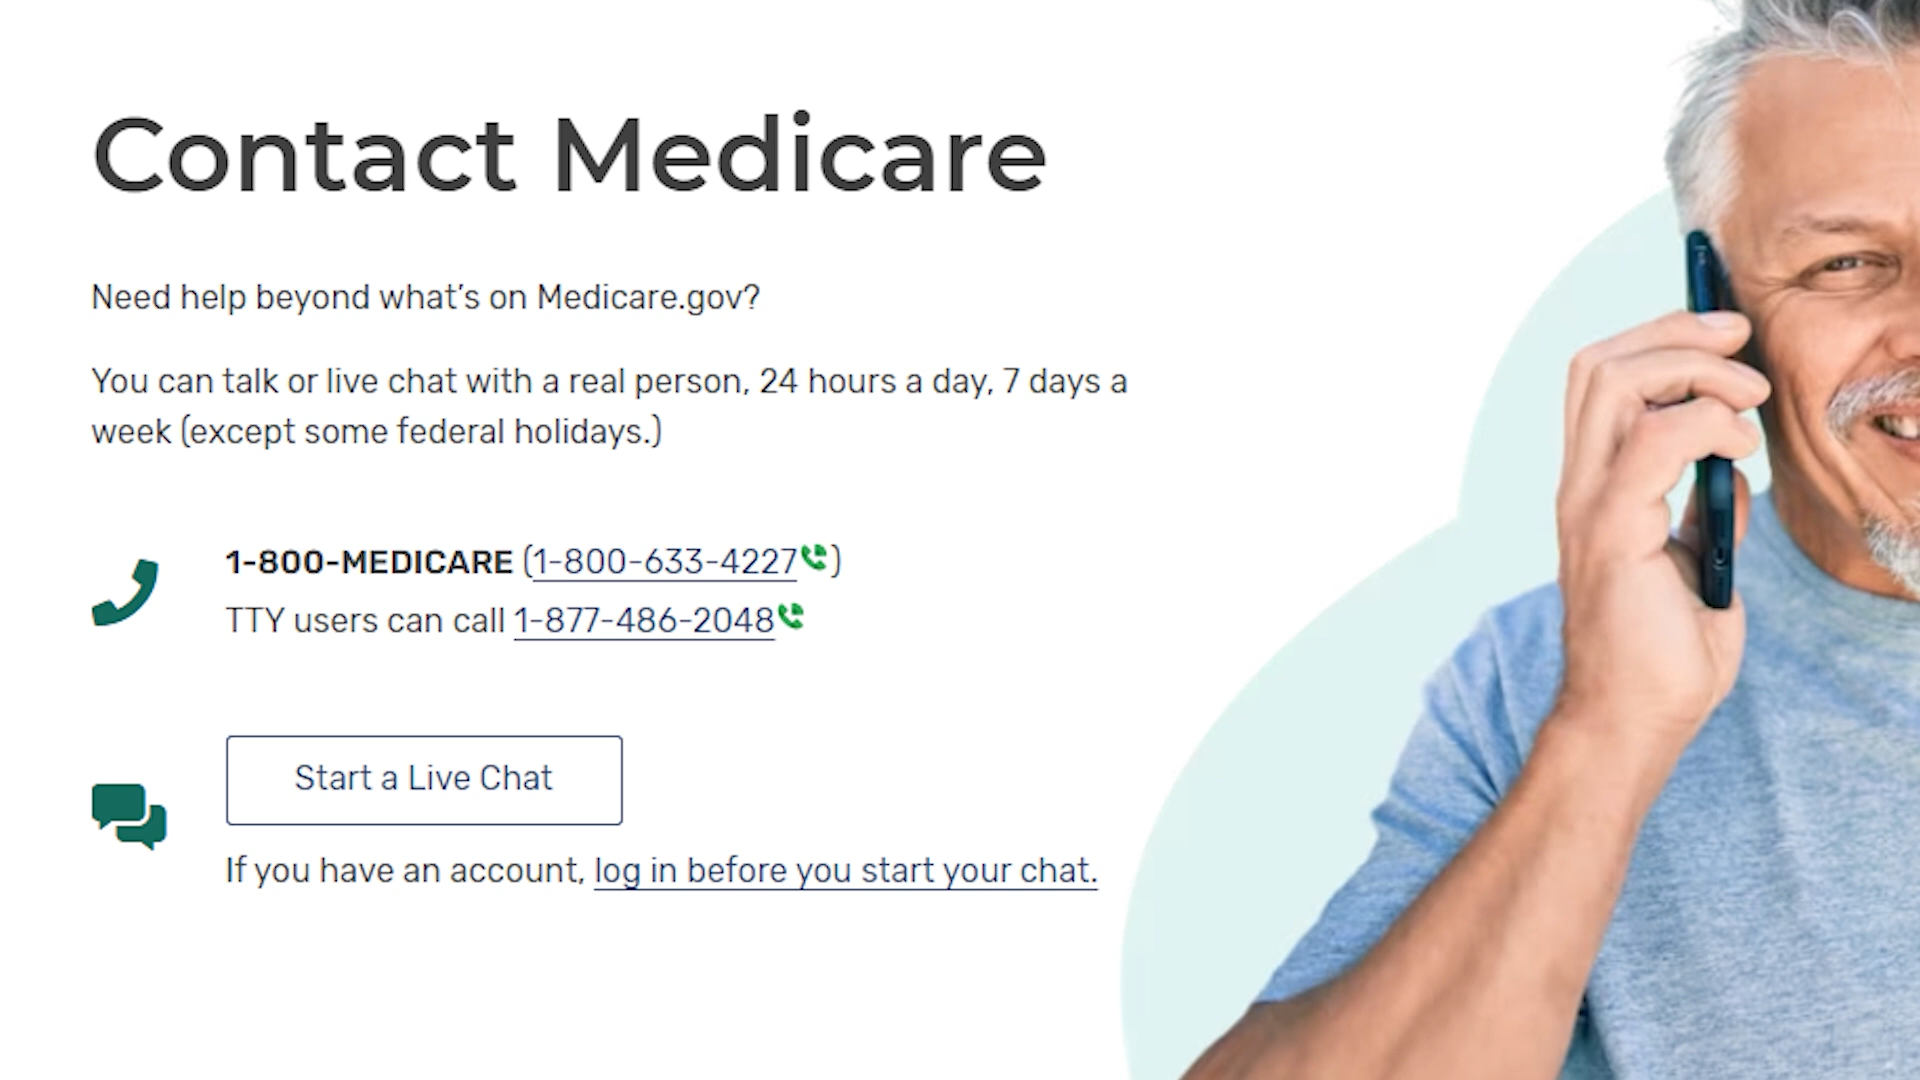 Contact Medicare
Need help beyond what’s on Medicare.gov?
You can talk or live chat with a real person, 24 hours a day, 7 days a
week (except some federal holidays.)
1-800-MEDICARE (1-800-633-4227)
TTY users can call 1-877-486-2048
Start a Live Chat
If you have an account, log in before you start your chat.